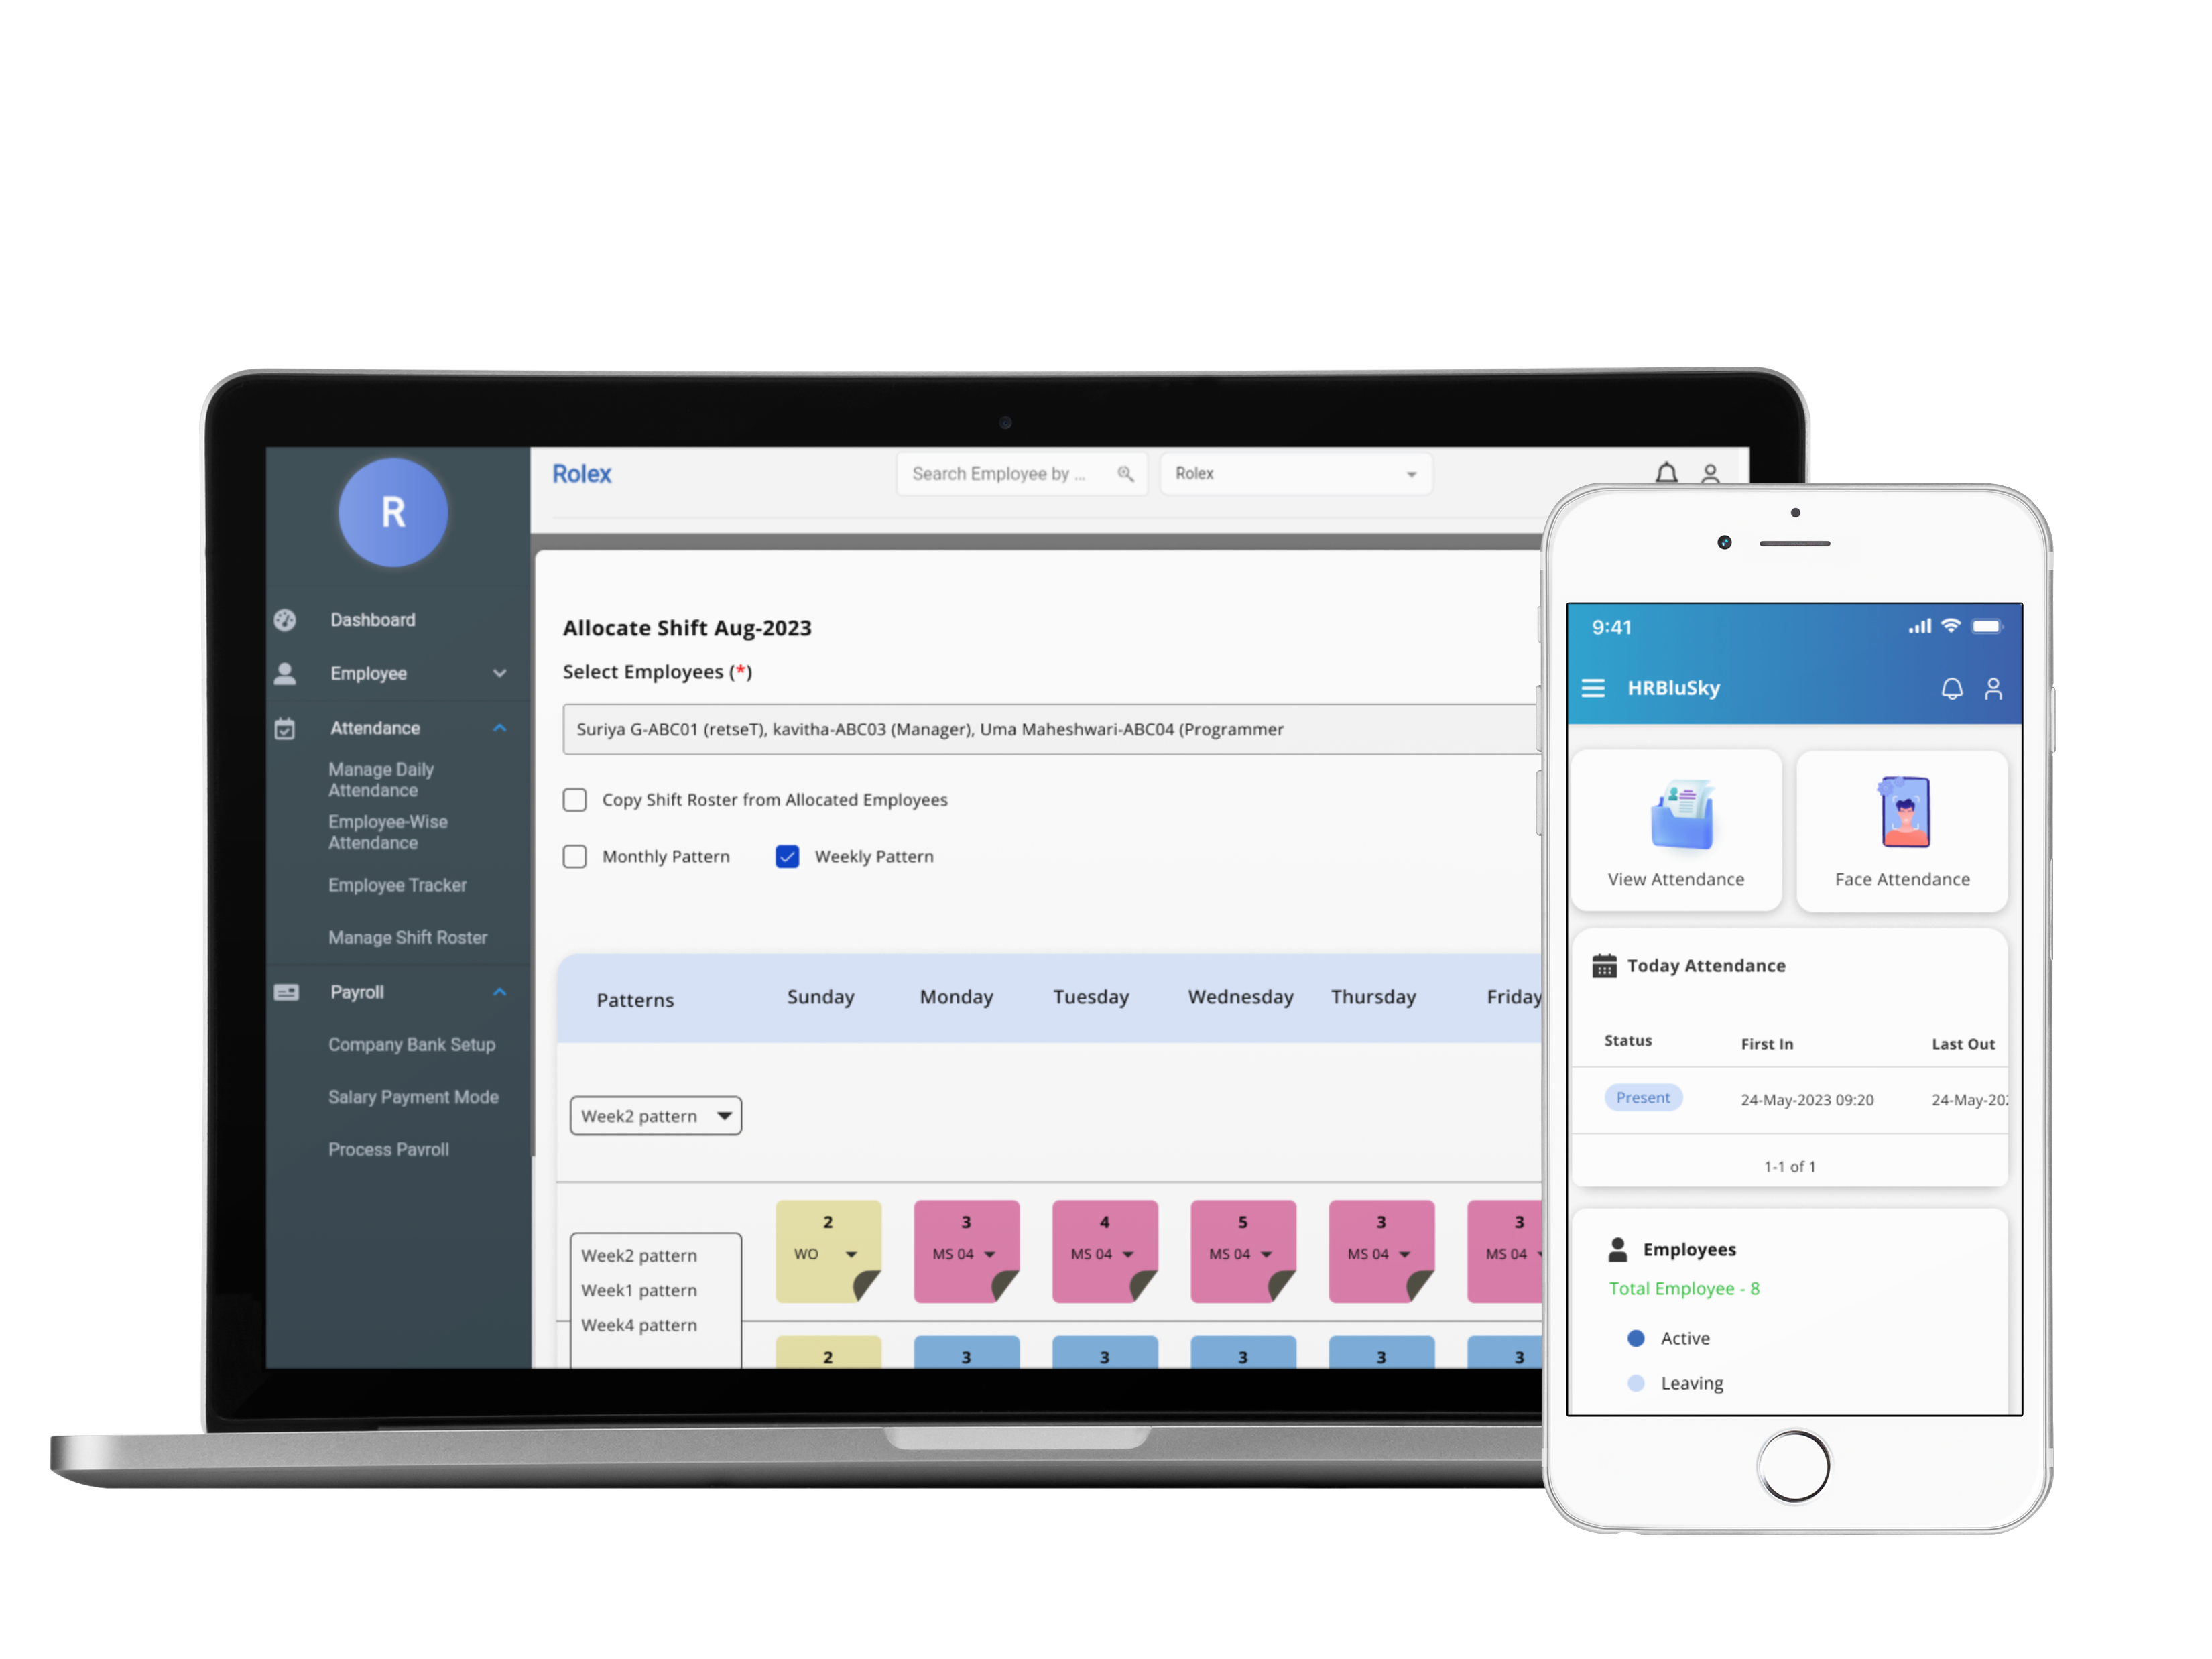 R
Dashboard
Employee
Attendance
Manage Daily
Attendance
Employee-Wise
Attendance
Employee Tracker
Manage Shift Roster
Payroll
Company Bank Setup
Salary Payment Mode
Process Payroll
Rolex
Search Employee by ...
Rolex
Allocate Shift Aug-2023
Select Employees (*)
Suriya G-ABC01 (retseT), kavitha-ABC03 (Manager), Uma Maheshwari-ABC04 (Programmer
Copy Shift Roster from Allocated Employees
Monthly Pattern Weekly Pattern
Patterns Sunday Monday Tuesday Wednesday Thursday Friday
Week2 pattern
2 3 4 5 3 3
WO MS 04 MS 04 MS 04 MS 04 MS 04
Week2 pattern
Week1 pattern
Week4 pattern
2 3 3 3 3 3
9:41
HRBluSky
View Attendance Face Attendance
Today Attendance
Status First In Last Out
Present 24-May-2023 09:20 24-May-202
1-1 of 1
Employees
Total Employee - 8
Active
Leaving